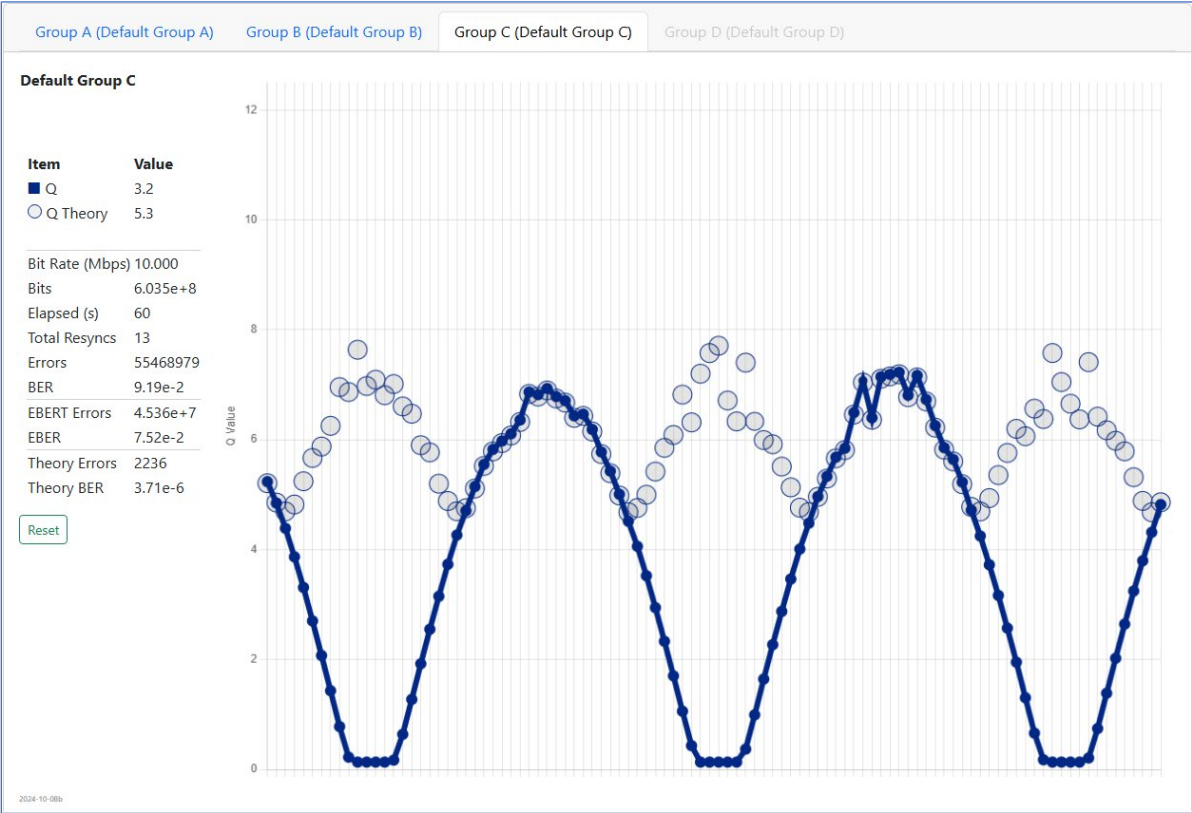 Group A (Default Group A) Group B (Default Group B) Group C (Default Group C) Group D (Default Group D)
Default Group C
Item Value
Q 3.2
Q Theory 5.3
Bit Rate (Mbps) 10.000
Bits 6.035e+8
Elapsed (s) 60
Total Resyncs 13
Errors 55468979
BER 9.19e-2
EBERT Errors 4.536e+7
EBER 7.52e-2
Theory Errors 2236
Theory BER 3.71e-6
Reset
2024-10-08b
Q Value
12
10
8
6
4
2
0